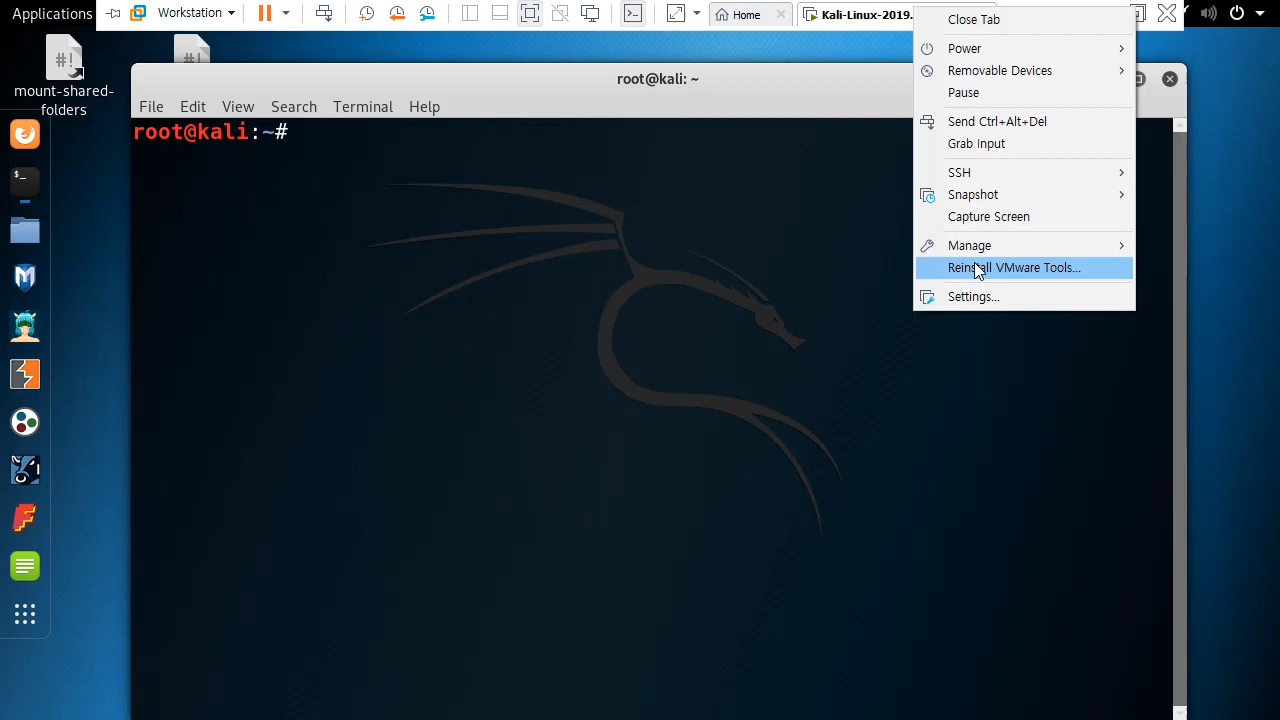 Applications
Workstation
Home
Kali-Linux-2019.
#!
#!
mount-shared-
folders
root@kali: ~
File Edit View Search Terminal Help
root@kali:~#
$_
Close Tab
Power
Removable Devices
Pause
Send Ctrl+Alt+Del
Grab Input
SSH
Snapshot
Capture Screen
Manage
Reinstall VMware Tools...
Settings...